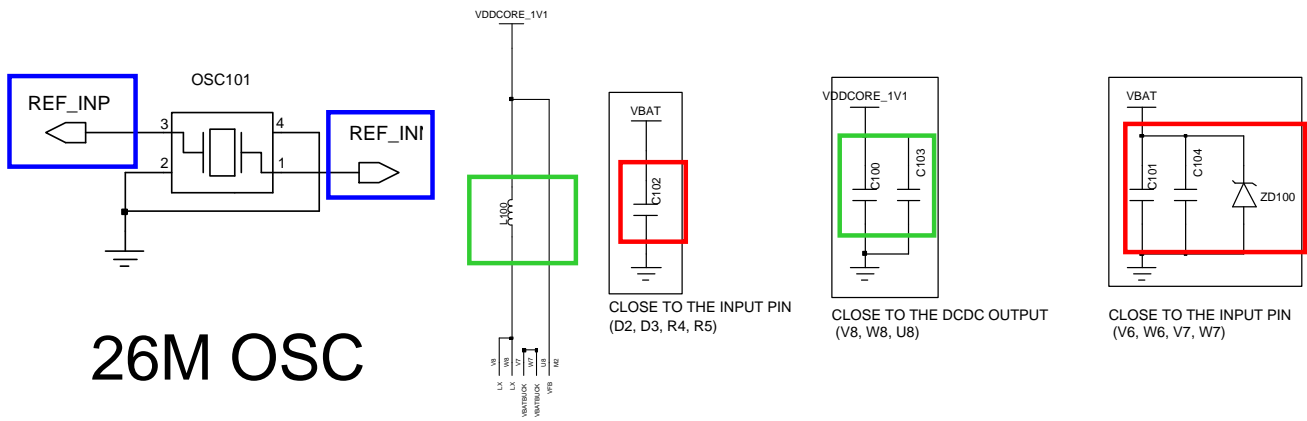 VDDCORE_1V1
OSC101
REF_INP
3
4
REF_INI
2
1
L100
26M OSC
V8
W8
V7
W7
U8
M2
LX
LX
VBATBUCK
VBATBUCK
VFB
VBAT
C102
CLOSE TO THE INPUT PIN
(D2, D3, R4, R5)
VDDCORE_1V1
C100
C103
CLOSE TO THE DCDC OUTPUT
(V8, W8, U8)
VBAT
C101
C104
ZD100
CLOSE TO THE INPUT PIN
(V6, W6, V7, W7)